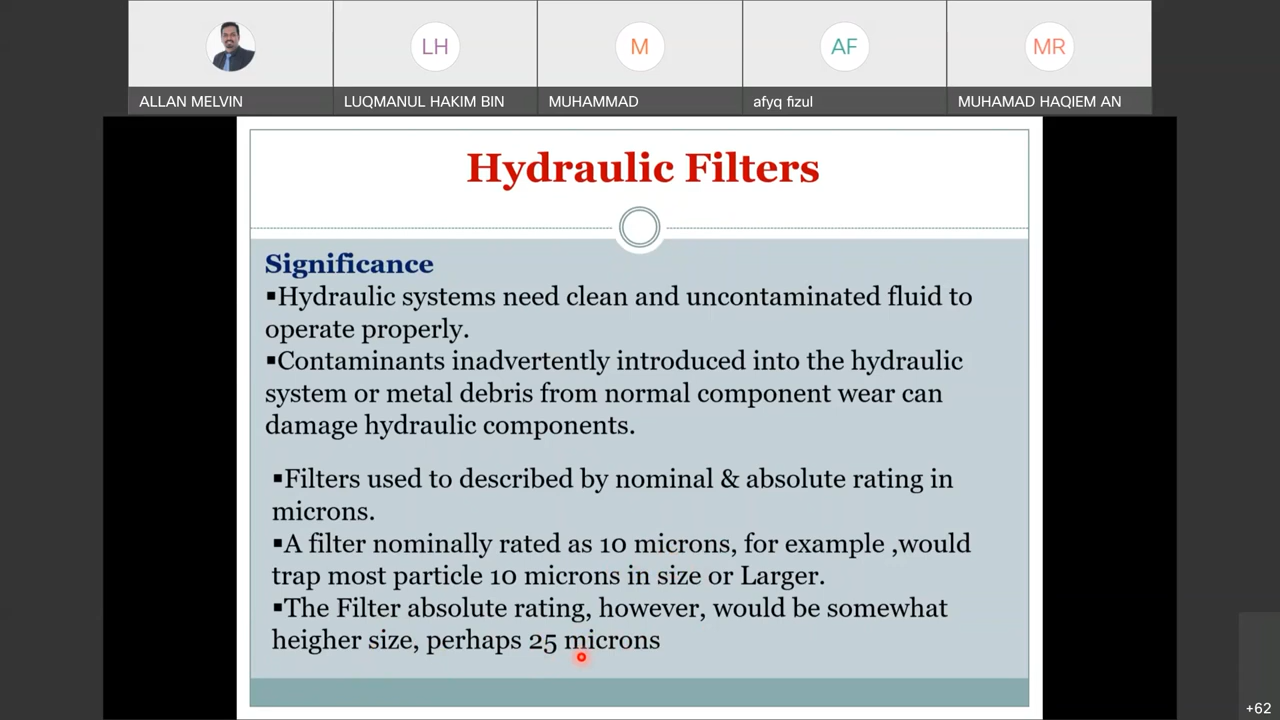 LH
M
AF
MR
ALLAN MELVIN
LUQMANUL HAKIM BIN
MUHAMMAD
afyq fizul
MUHAMAD HAQIEM AN
Hydraulic Filters
Significance
▪Hydraulic systems need clean and uncontaminated fluid to
operate properly.
▪Contaminants inadvertently introduced into the hydraulic
system or metal debris from normal component wear can
damage hydraulic components.
▪Filters used to described by nominal & absolute rating in
microns.
▪A filter nominally rated as 10 microns, for example ,would
trap most particle 10 microns in size or Larger.
▪The Filter absolute rating, however, would be somewhat
heigher size, perhaps 25 microns
+62